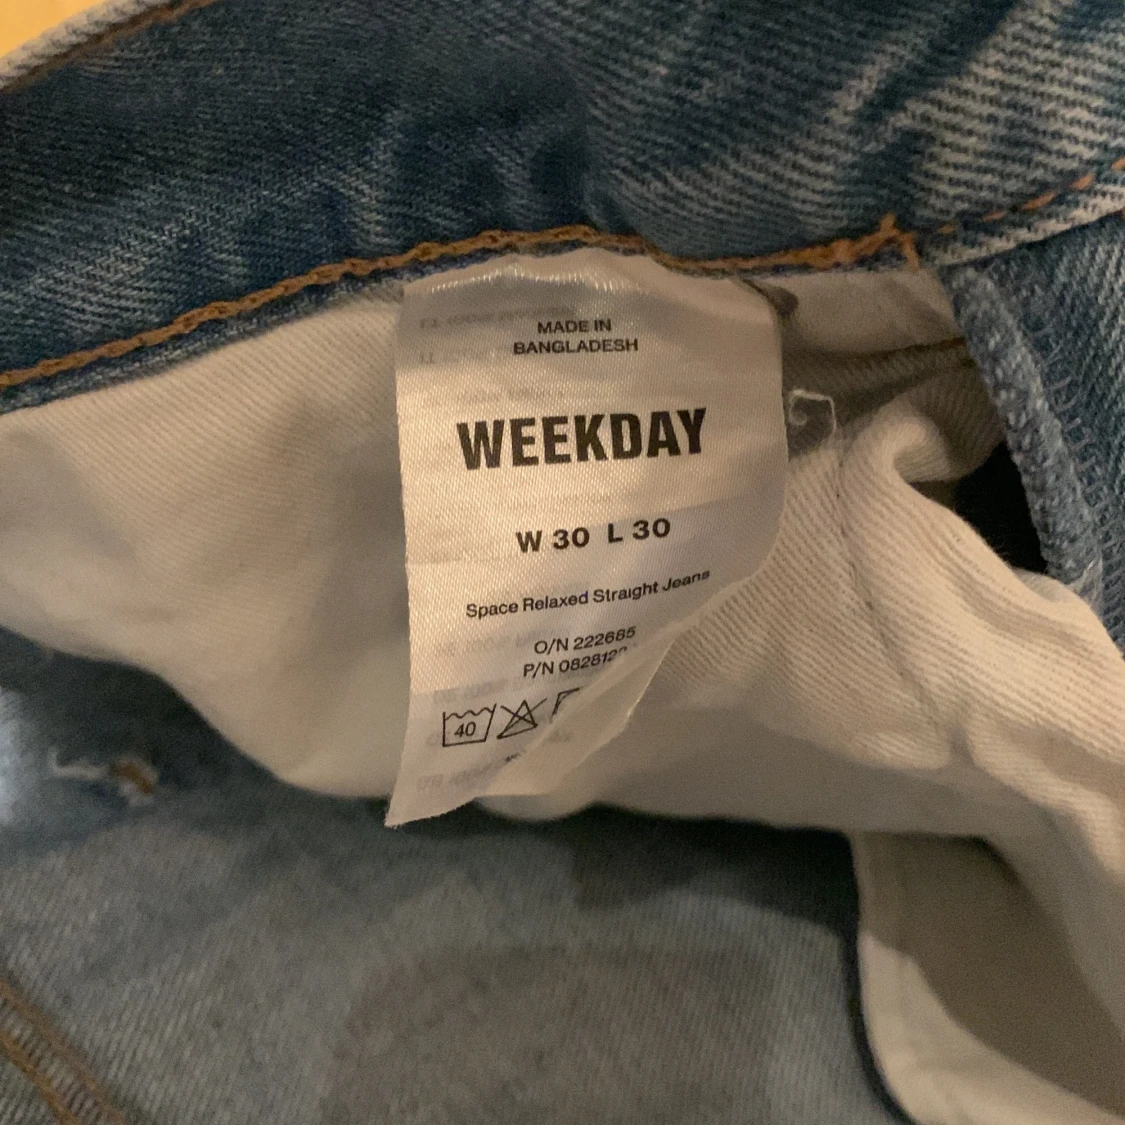 MADE IN
BANGLADESH
WEEKDAY
W 30 L 30
Space Relaxed Straight Jeans
O/N 222685
P/N
40